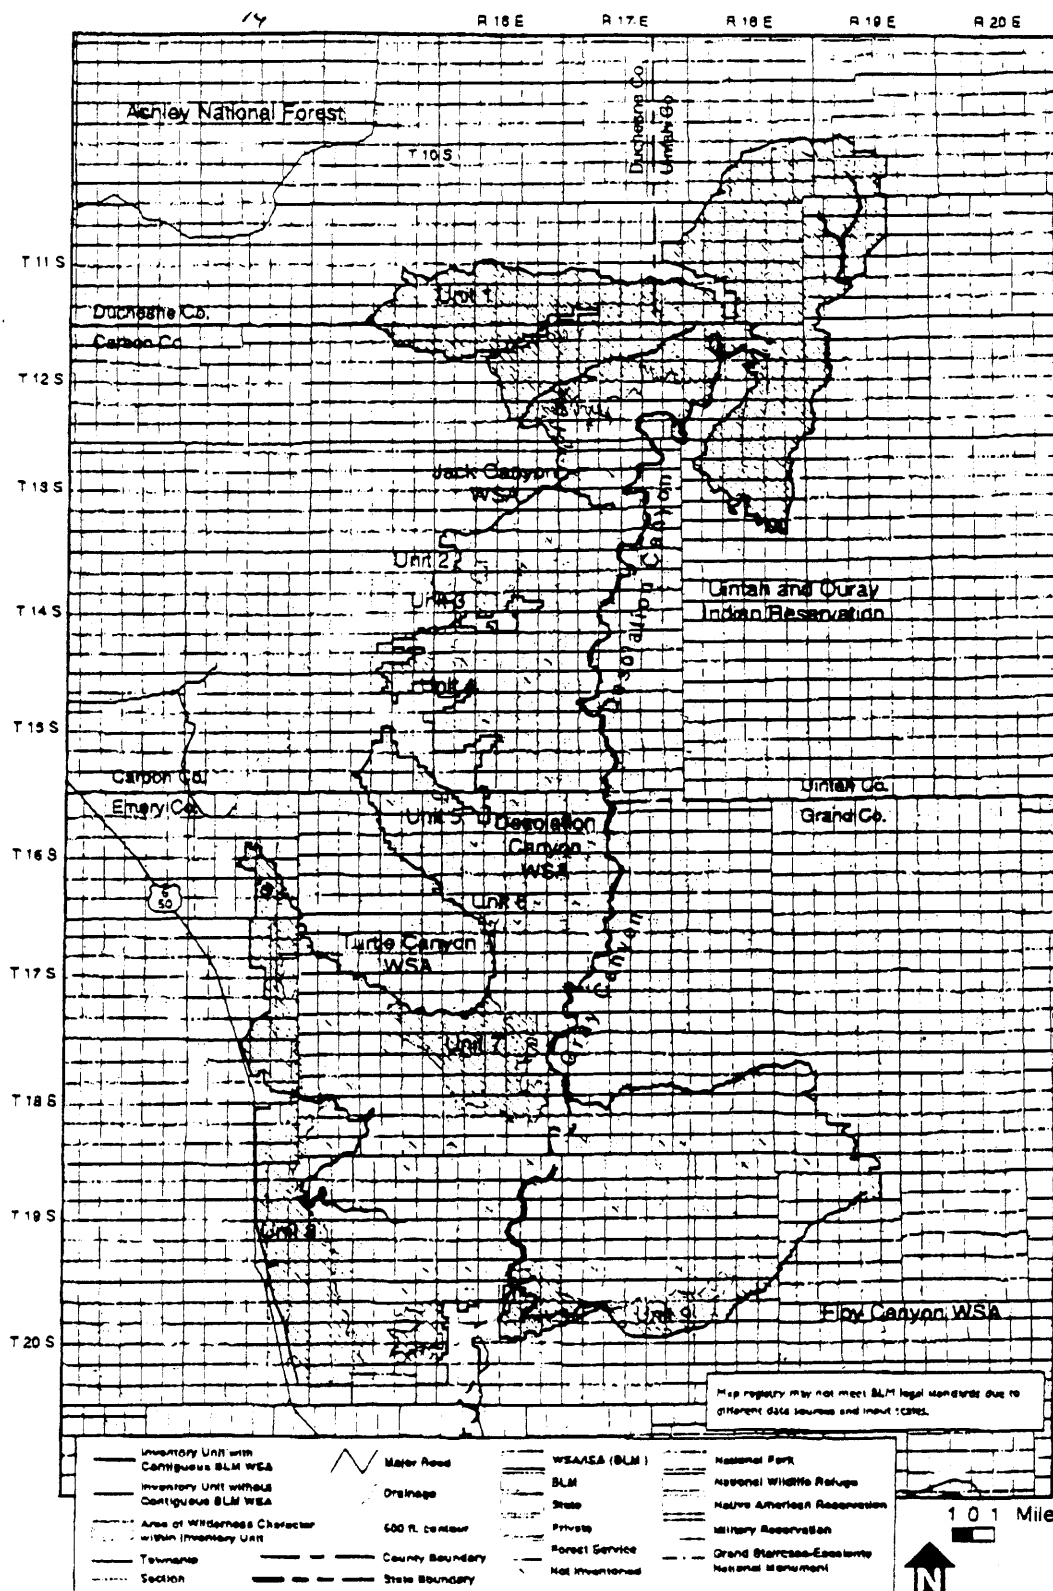 14
R 16 E
R 17 E
R 18 E
R 19 E
R 20 E
Ashley National Forest
T 10 S
Duchesne Co.
Uintah Co
T 11 S
Unit 1
Duchesne Co.
Carbon Co.
T 12 S
Jack Canyon
WSA
T 13 S
Desolation Canyon
Unit 2
Unit 3
Uintah and Ouray
Indian Reservation
T 14 S
Unit 4
T 15 S
Carbon Co.
Emery Co.
Uintah Co.
Grand Co.
Unit 5
Desolation
Canyon
WSA
T 16 S
6
50
Unit 6
Turtle Canyon
WSA
T 17 S
Gray Canyon
Unit 7
T 18 S
T 19 S
Unit 8
Unit 9
Floy Canyon WSA
T 20 S
Map registry may not meet BLM legal standards due to
different data sources and input scales.
Inventory Unit with
Contiguous BLM WSA
Inventory Unit without
Contiguous BLM WSA
Area of Wilderness Character
within Inventory Unit
Township
Section
Major Road
Drainage
500 ft. contour
County Boundary
State Boundary
WSA/ISA (BLM)
BLM
State
Private
Forest Service
Not Inventoried
National Park
National Wildlife Refuge
Native American Reservation
Military Reservation
Grand Staircase-Escalante
National Monument
1 0 1 Mile
N